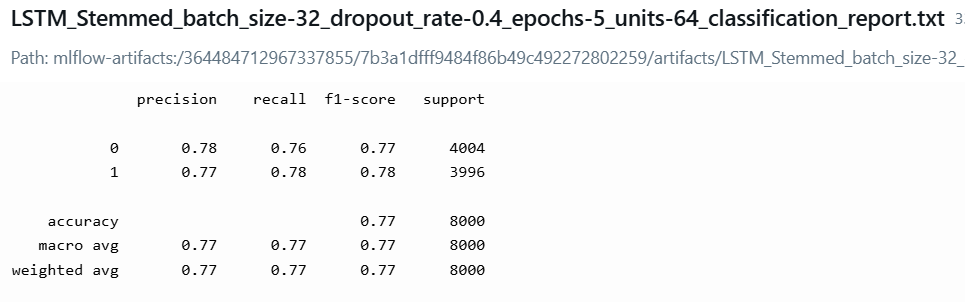 LSTM_Stemmed_batch_size-32_dropout_rate-0.4_epochs-5_units-64_classification_report.txt
Path: mlflow-artifacts:/364484712967337855/7b3a1dfff9484f86b49c492272802259/artifacts/LSTM_Stemmed_batch_size-32_
precision recall f1-score support
0 0.78 0.76 0.77 4004
1 0.77 0.78 0.78 3996
accuracy 0.77 8000
macro avg 0.77 0.77 0.77 8000
weighted avg 0.77 0.77 0.77 8000